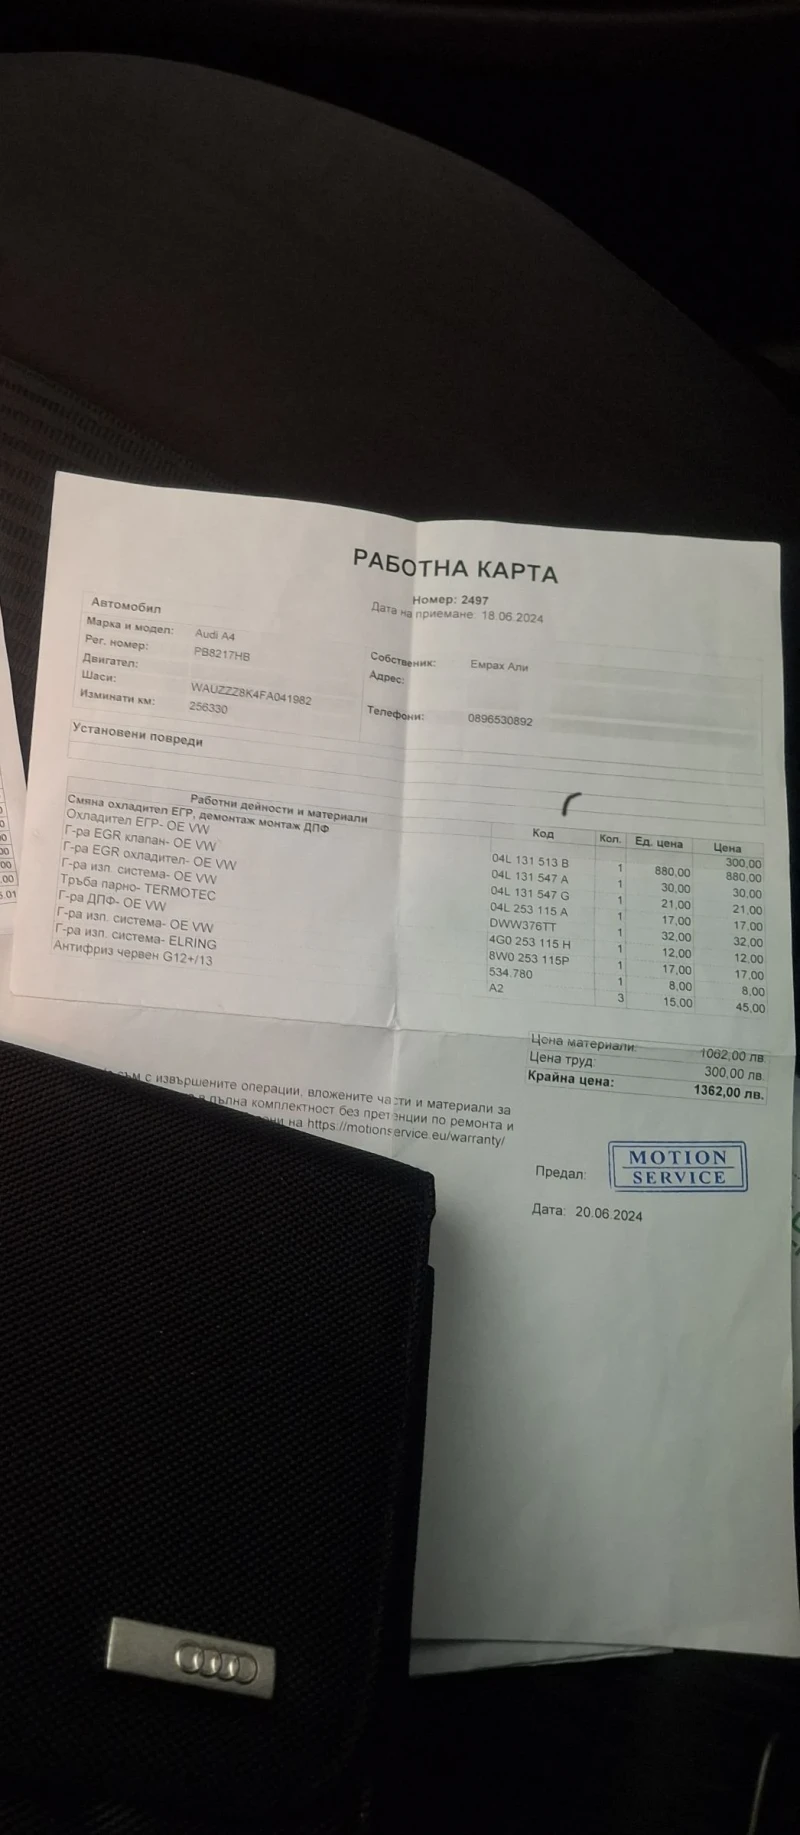 РАБОТНА КАРТА
Номер: 2497
Дата на приемане: 18.06.2024
Автомобил
Марка и модел: Audi A4
Рег. номер: PB8217HB
Двигател:
Шаси: WAUZZZ8K4FA041982
Изминати км: 256330
Собственик: Емрах Али
Адрес:
Телефони: 0896530892
Установени повреди
Работни дейности и материали Код Кол. Ед. цена Цена
Смяна охладител ЕГР, демонтаж монтаж ДПФ 300,00
Охладител ЕГР- OE VW 04L 131 513 B 1 880,00 880,00
Г-ра EGR клапан- OE VW 04L 131 547 A 1 30,00 30,00
Г-ра EGR охладител- OE VW 04L 131 547 G 1 21,00 21,00
Г-ра изп. система- OE VW 04L 253 115 A 1 17,00 17,00
Тръба парно- TERMOTEC DWW376TT 1 32,00 32,00
Г-ра ДПФ- OE VW 4G0 253 115 H 1 12,00 12,00
Г-ра изп. система- OE VW 8W0 253 115P 1 17,00 17,00
Г-ра изп. система- ELRING 534.780 1 8,00 8,00
Антифриз червен G12+/13 A2 3 15,00 45,00
Цена материали: 1062,00 лв.
Цена труд: 300,00 лв.
Крайна цена: 1362,00 лв.
съм с извършените операции, вложените части и материали за
в пълна комплектност без претенции по ремонта и
на https://motionservice.eu/warranty/
Предал:
MOTION
SERVICE
Дата: 20.06.2024